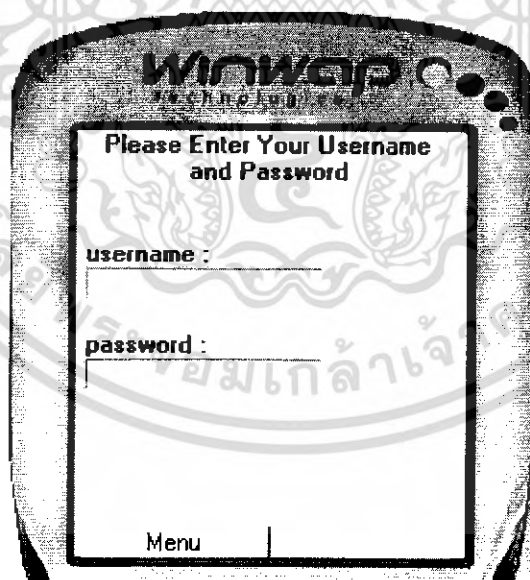 Winwap
Technologies
Please Enter Your Username
and Password
username :
password :
Menu